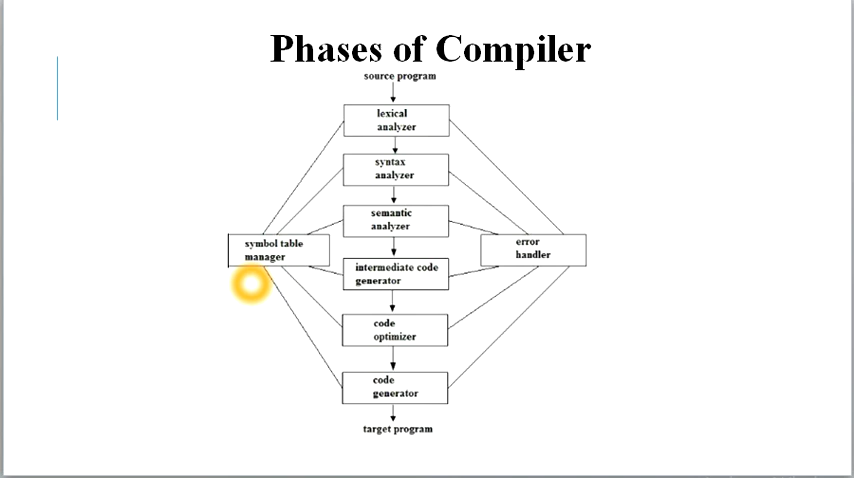 Phases of Compiler
source program
lexical
analyzer
syntax
analyzer
semantic
analyzer
symbol table
manager
error
handler
intermediate code
generator
code
optimizer
code
generator
target program